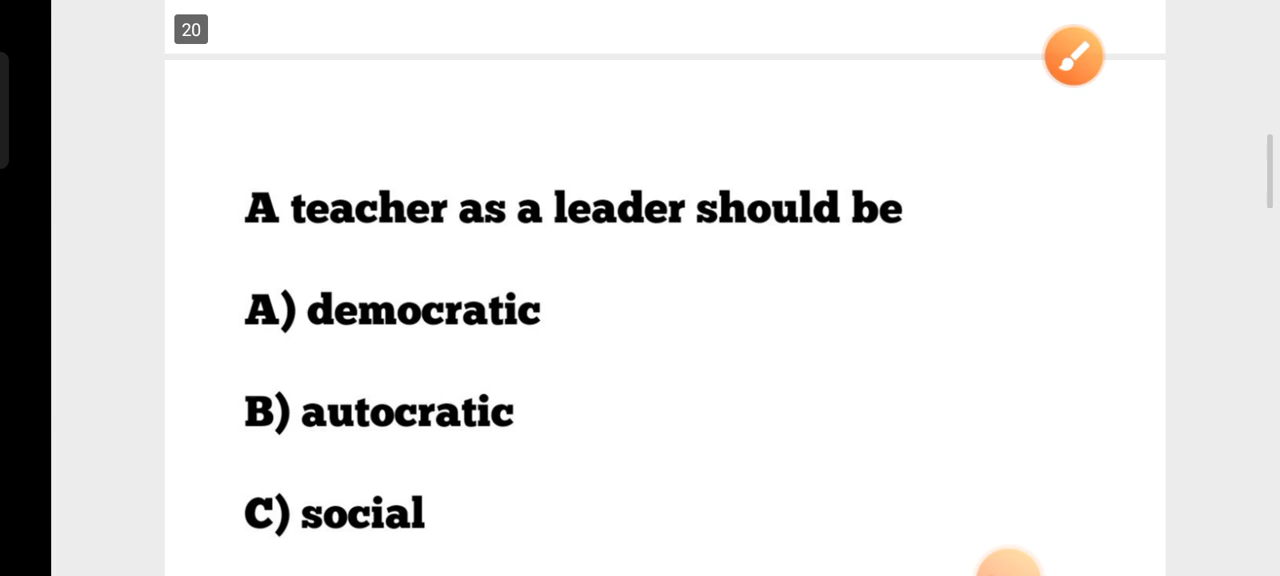 20
A teacher as a leader should be
A) democratic
B) autocratic
C) social